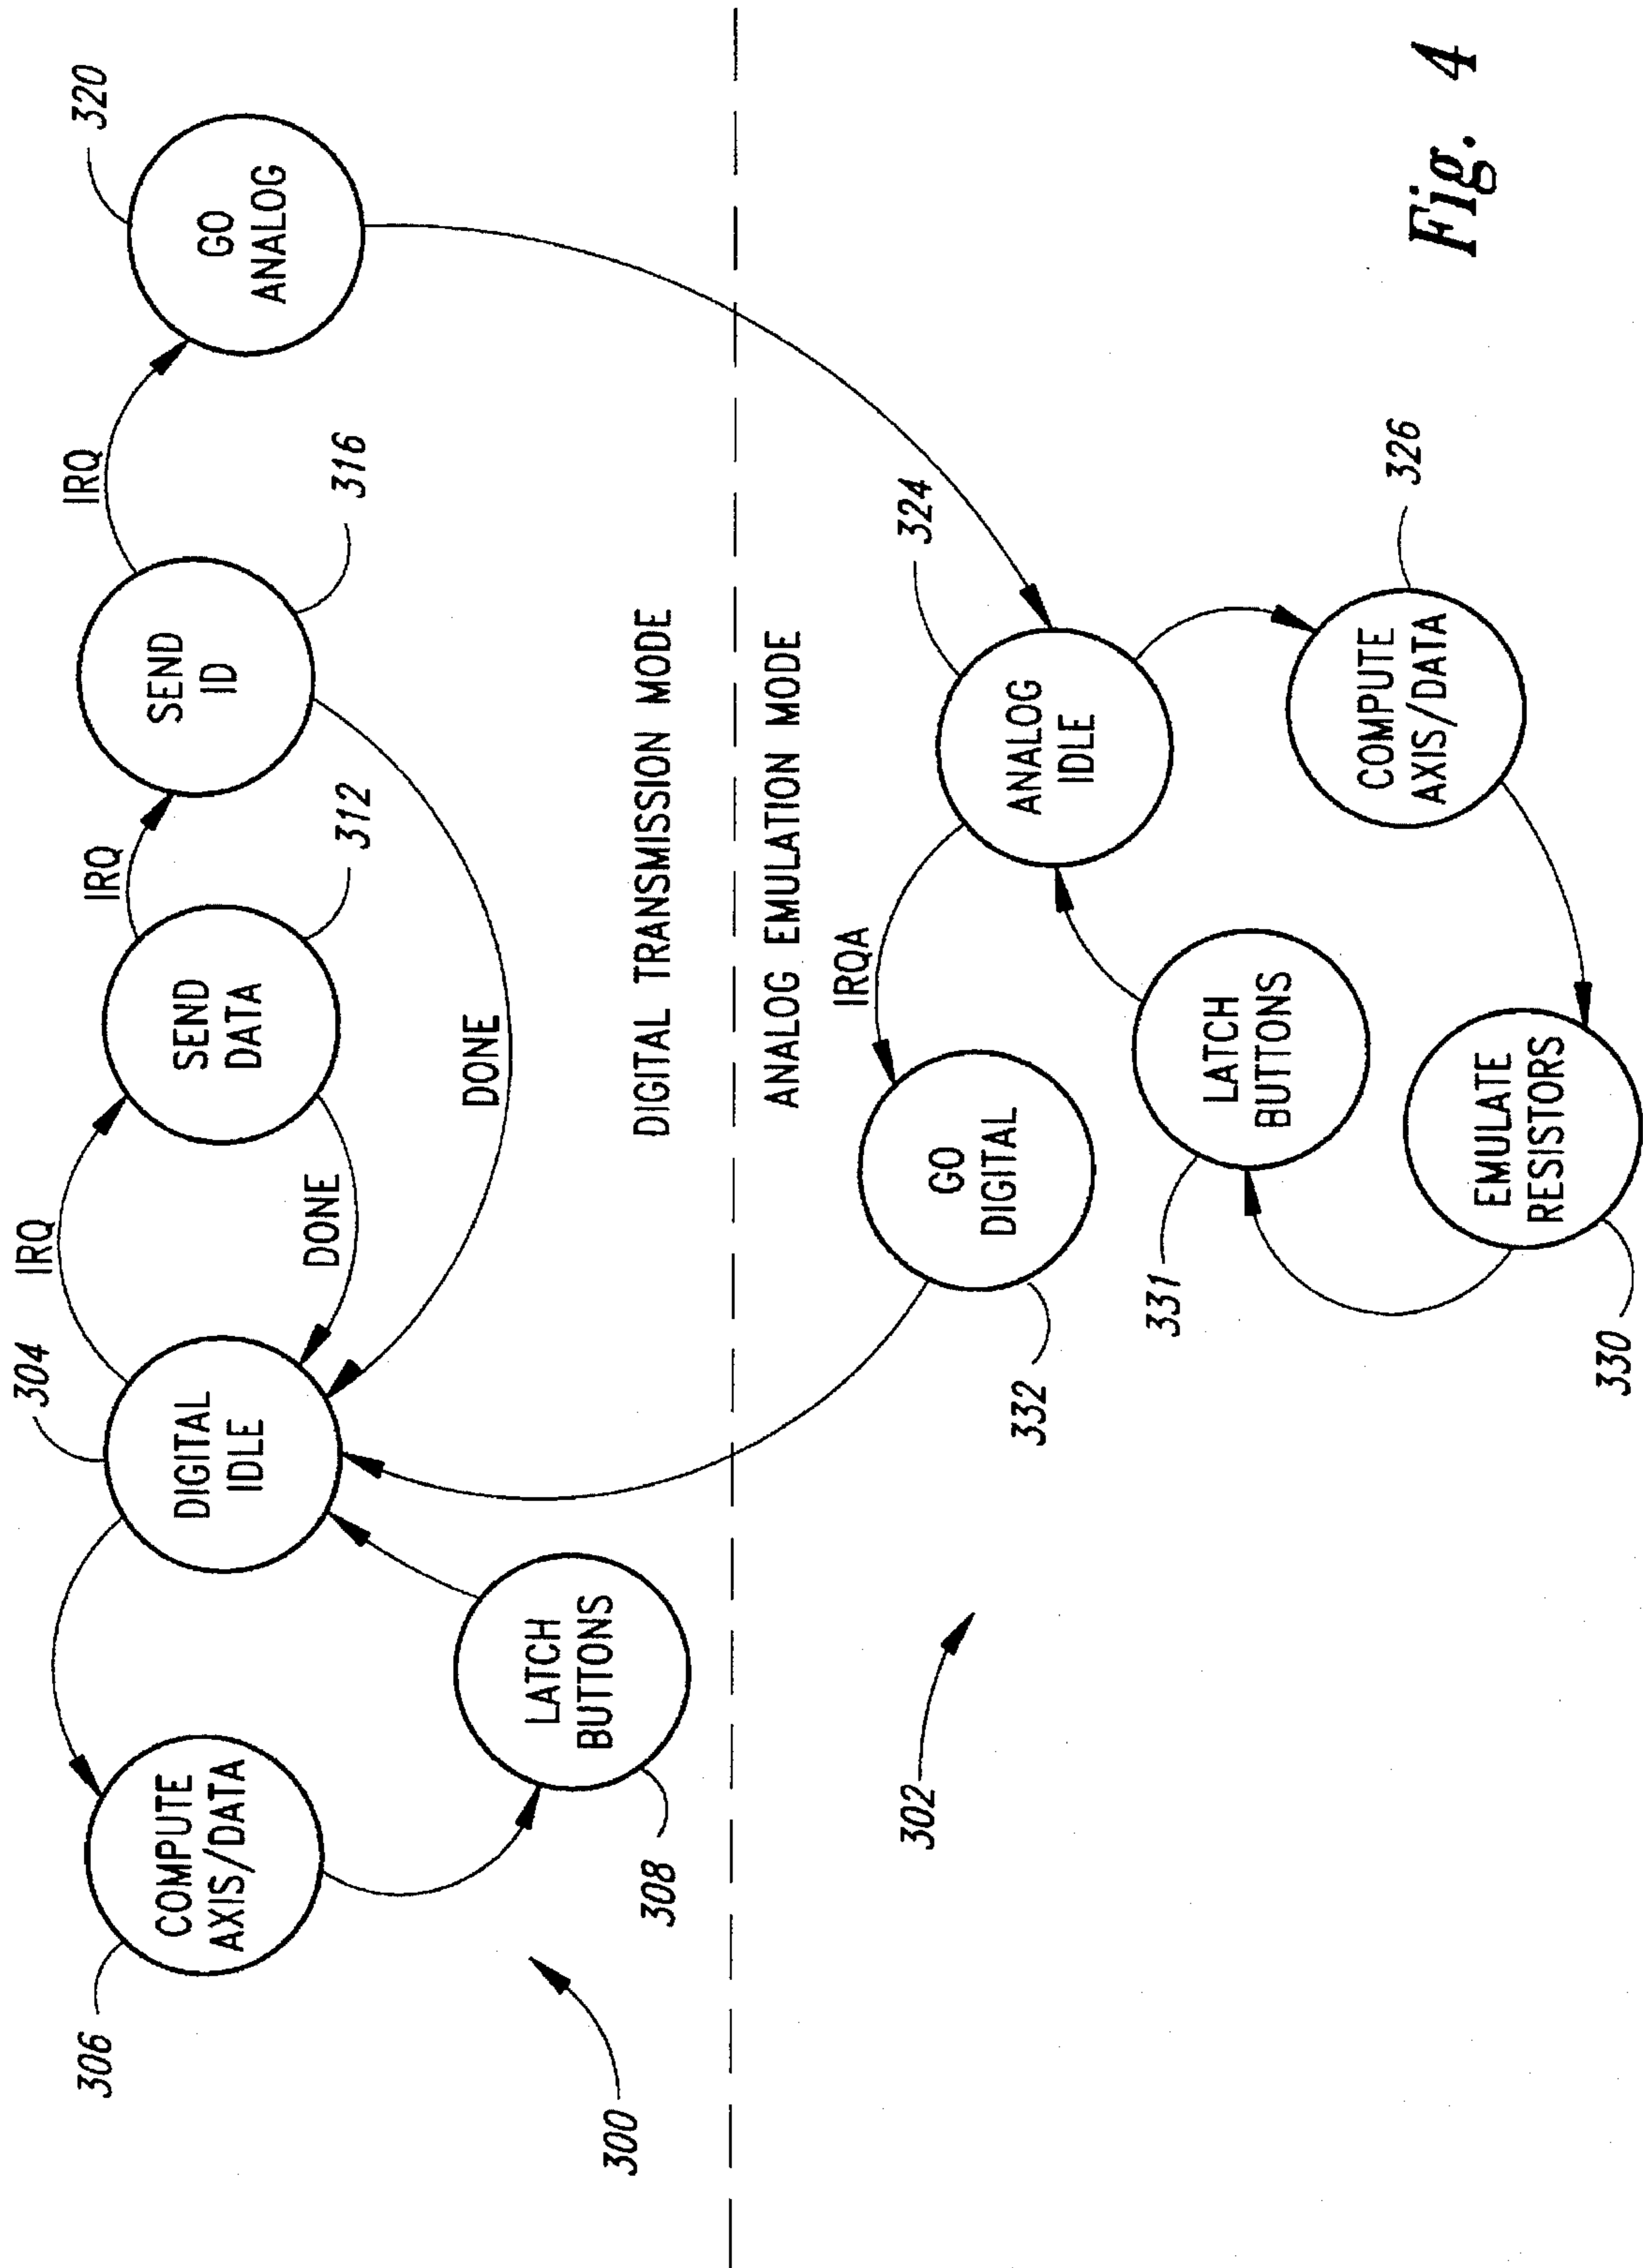 306
COMPUTE
AXIS/DATA
300
308
LATCH
BUTTONS
304
DIGITAL
IDLE
IRQ
DONE
SEND
DATA
312
IRQ
SEND
ID
316
DONE
IRQ
GO
ANALOG
320
DIGITAL TRANSMISSION MODE
ANALOG EMULATION MODE
302
332
GO
DIGITAL
IRQA
ANALOG
IDLE
324
331
LATCH
BUTTONS
330
EMULATE
RESISTORS
COMPUTE
AXIS/DATA
326
Fig. 4